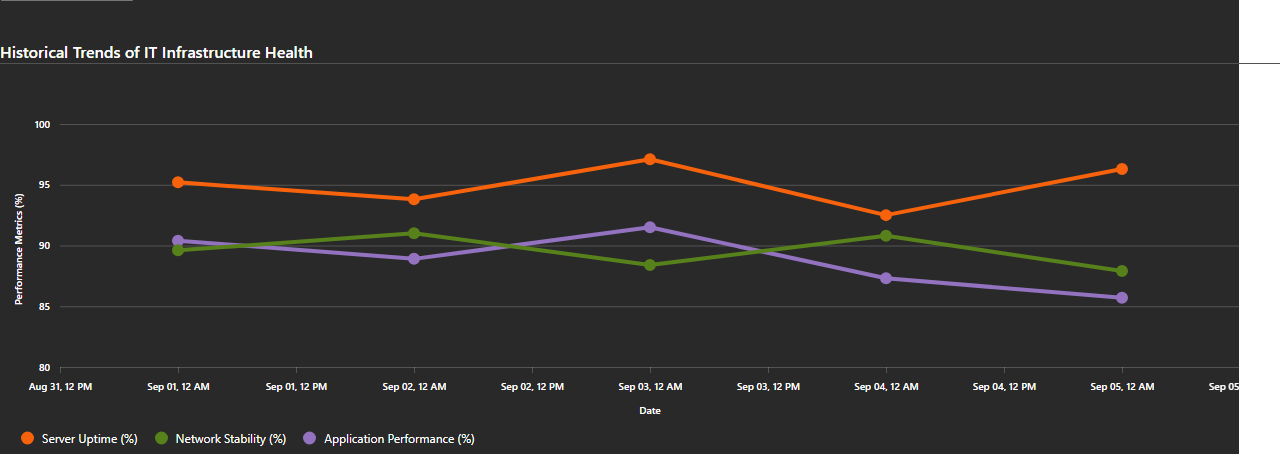 Historical Trends of IT Infrastructure Health
100
95
90
85
80
Performance Metrics (%)
Aug 31, 12 PM Sep 01, 12 AM Sep 01, 12 PM Sep 02, 12 AM Sep 02, 12 PM Sep 03, 12 AM Sep 03, 12 PM Sep 04, 12 AM Sep 04, 12 PM Sep 05, 12 AM Sep 05
Date
Server Uptime (%) Network Stability (%) Application Performance (%)